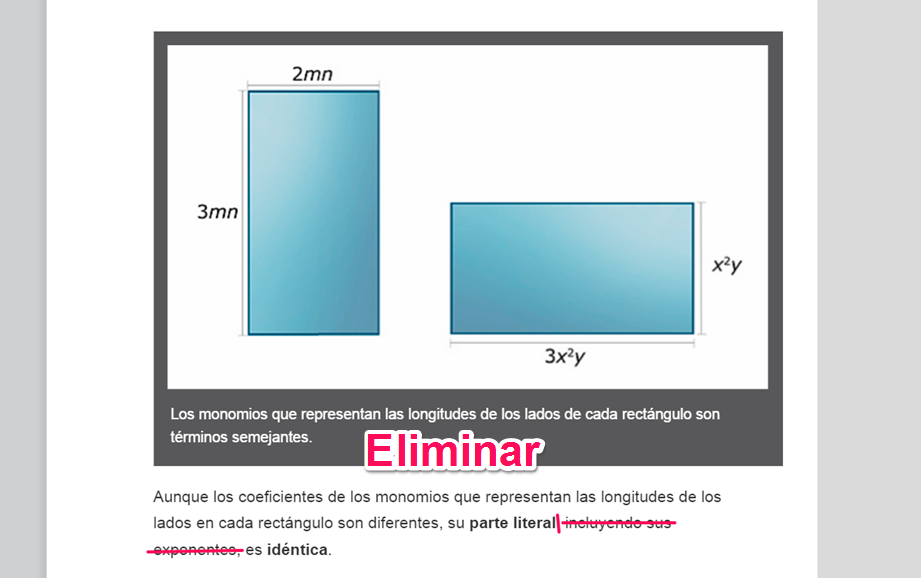 2mn
3mn
x²y
3x²y
Los monomios que representan las longitudes de los lados de cada rectángulo son
términos semejantes.
Eliminar
Aunque los coeficientes de los monomios que representan las longitudes de los
lados en cada rectángulo son diferentes, su parte literal incluyendo sus
exponentes, es idéntica.